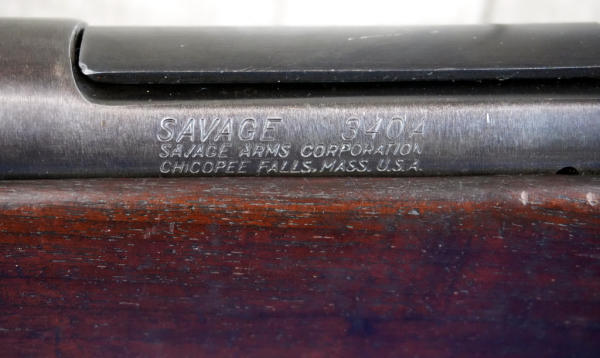 SAVAGE 340A
SAVAGE ARMS CORPORATION
CHICOPEE FALLS, MASS. U.S.A.